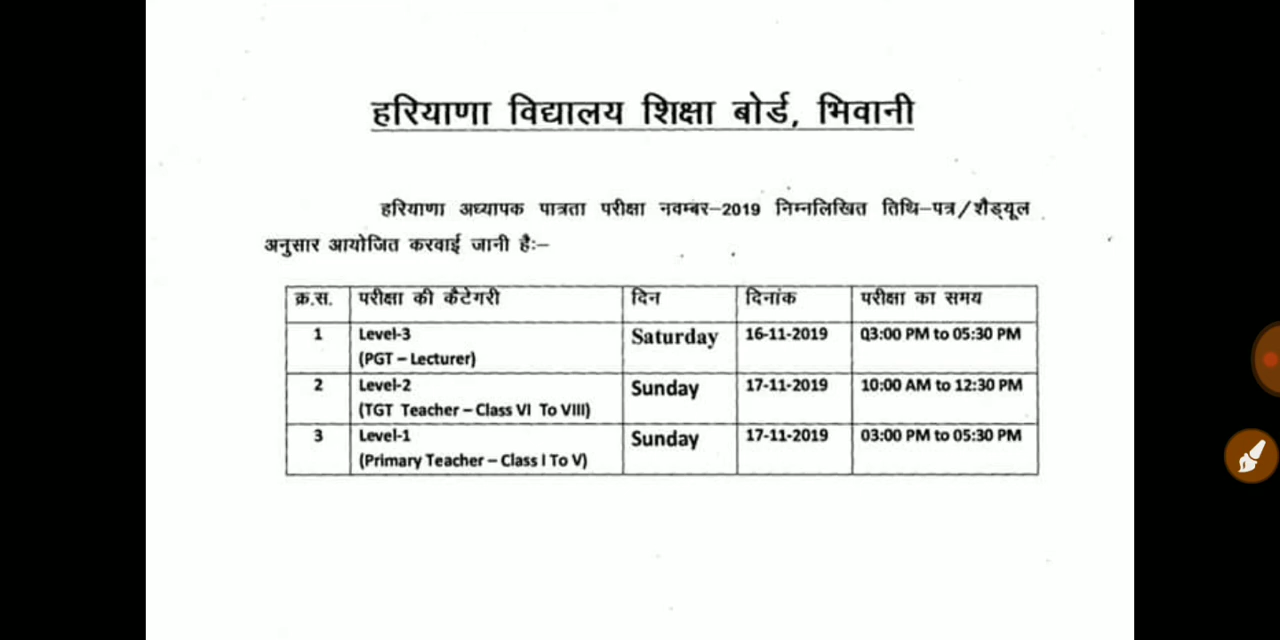 हरियाणा विद्यालय शिक्षा बोर्ड, भिवानी
हरियाणा अध्यापक पात्रता परीक्षा नवम्बर–2019 निम्नलिखित तिथि–पत्र/शैड्यूल
अनुसार आयोजित करवाई जानी हैः–
क्र.स. परीक्षा की कैटेगरी दिन दिनांक परीक्षा का समय
1 Level-3 Saturday 16-11-2019 03:00 PM to 05:30 PM
(PGT – Lecturer)
2 Level-2 Sunday 17-11-2019 10:00 AM to 12:30 PM
(TGT Teacher – Class VI To VIII)
3 Level-1 Sunday 17-11-2019 03:00 PM to 05:30 PM
(Primary Teacher – Class I To V)